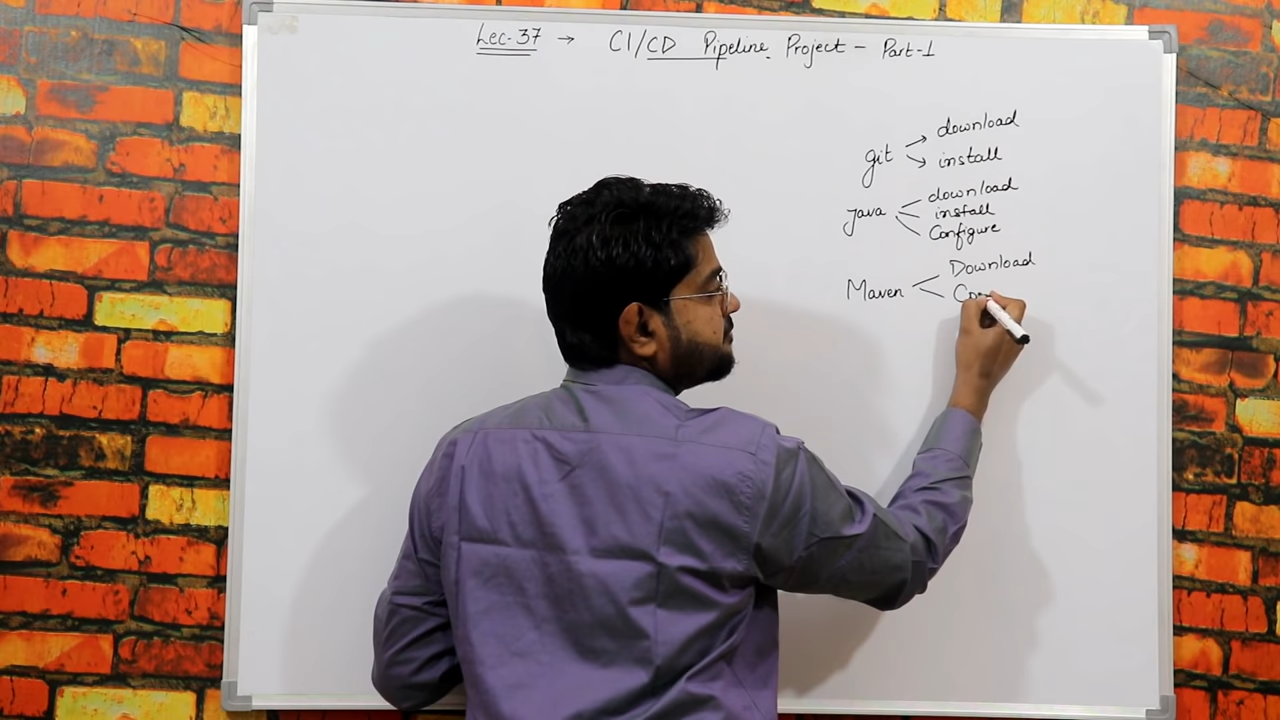 Lec-37 → CI/CD Pipeline Project - Part-1
download
git
install
download
Java
install
Configure
Download
Maven